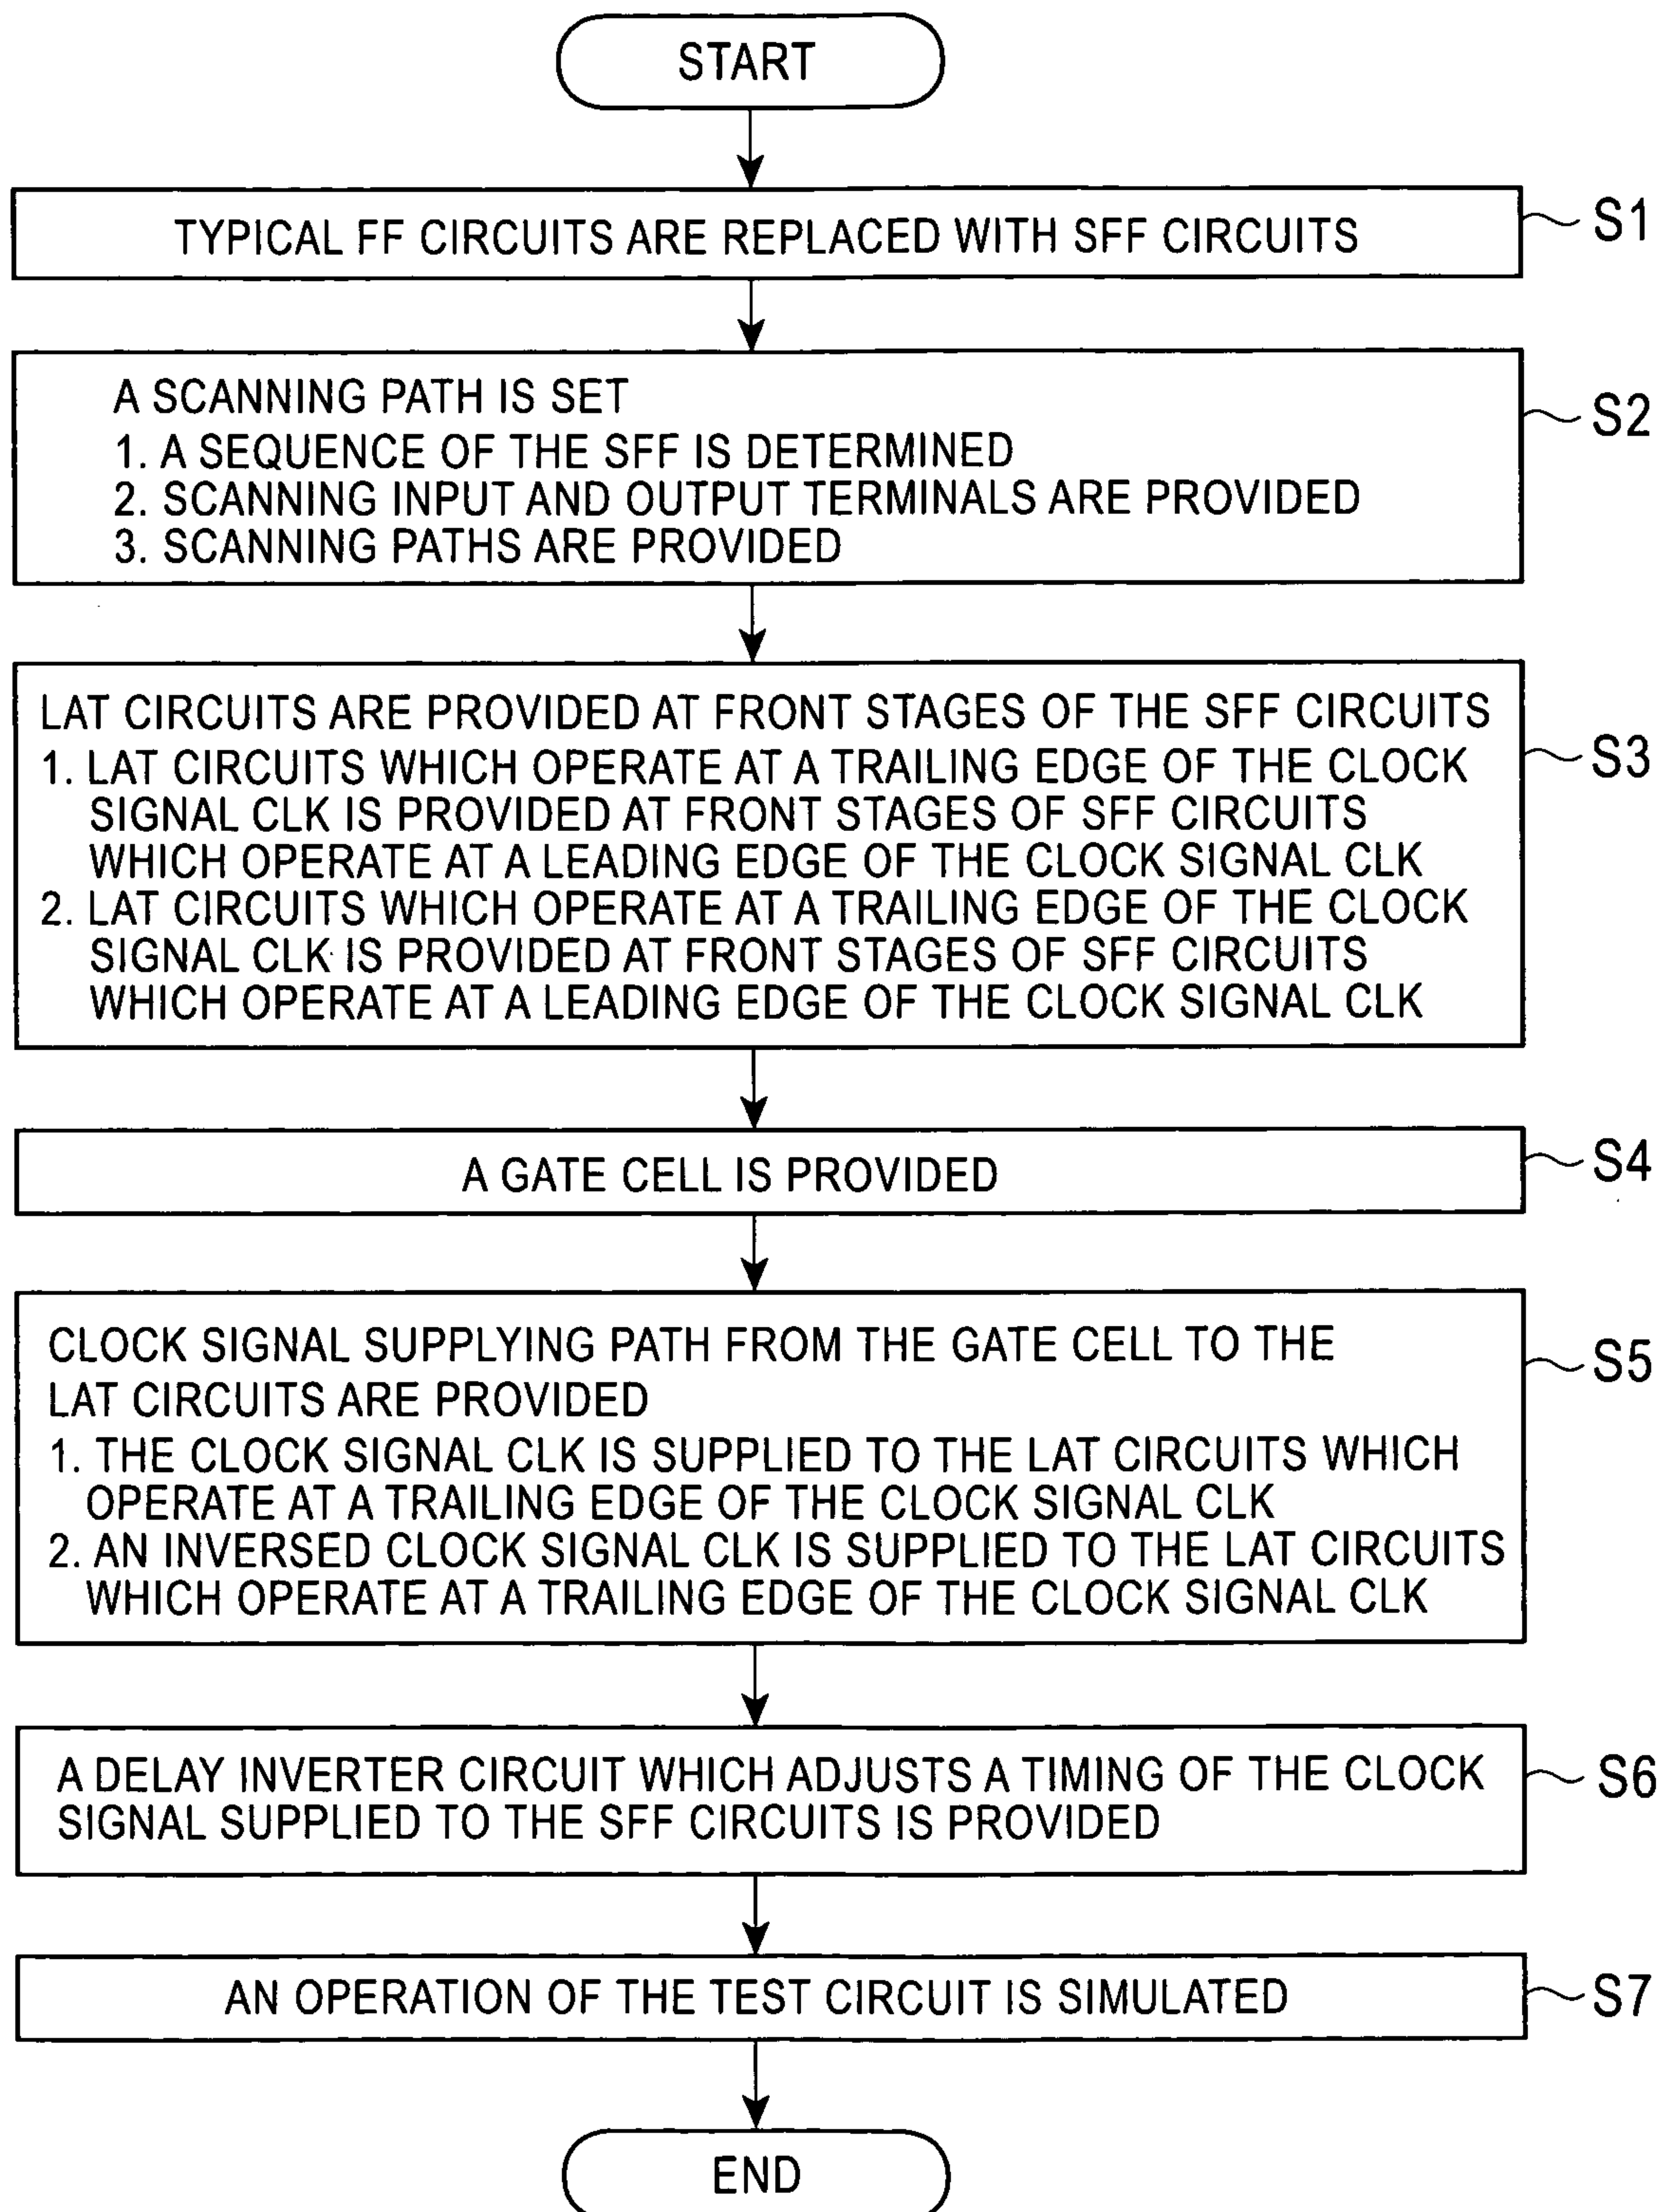 START
TYPICAL FF CIRCUITS ARE REPLACED WITH SFF CIRCUITS
S1
A SCANNING PATH IS SET
1. A SEQUENCE OF THE SFF IS DETERMINED
2. SCANNING INPUT AND OUTPUT TERMINALS ARE PROVIDED
3. SCANNING PATHS ARE PROVIDED
S2
LAT CIRCUITS ARE PROVIDED AT FRONT STAGES OF THE SFF CIRCUITS
1. LAT CIRCUITS WHICH OPERATE AT A TRAILING EDGE OF THE CLOCK
SIGNAL CLK IS PROVIDED AT FRONT STAGES OF SFF CIRCUITS
WHICH OPERATE AT A LEADING EDGE OF THE CLOCK SIGNAL CLK
2. LAT CIRCUITS WHICH OPERATE AT A TRAILING EDGE OF THE CLOCK
SIGNAL CLK IS PROVIDED AT FRONT STAGES OF SFF CIRCUITS
WHICH OPERATE AT A LEADING EDGE OF THE CLOCK SIGNAL CLK
S3
A GATE CELL IS PROVIDED
S4
CLOCK SIGNAL SUPPLYING PATH FROM THE GATE CELL TO THE
LAT CIRCUITS ARE PROVIDED
1. THE CLOCK SIGNAL CLK IS SUPPLIED TO THE LAT CIRCUITS WHICH
OPERATE AT A TRAILING EDGE OF THE CLOCK SIGNAL CLK
2. AN INVERSED CLOCK SIGNAL CLK IS SUPPLIED TO THE LAT CIRCUITS
WHICH OPERATE AT A TRAILING EDGE OF THE CLOCK SIGNAL CLK
S5
A DELAY INVERTER CIRCUIT WHICH ADJUSTS A TIMING OF THE CLOCK
SIGNAL SUPPLIED TO THE SFF CIRCUITS IS PROVIDED
S6
AN OPERATION OF THE TEST CIRCUIT IS SIMULATED
S7
END